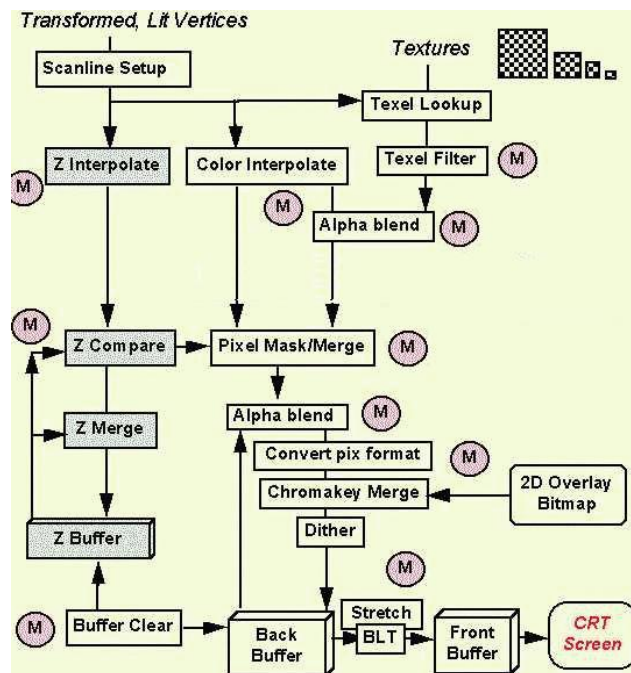 Transformed, Lit Vertices
Scanline Setup
Textures
Texel Lookup
Z Interpolate
Color Interpolate
Texel Filter
M
M
M
Alpha blend
M
M
Z Compare
Pixel Mask/Merge
M
Z Merge
Alpha blend
M
Convert pix format
M
Chromakey Merge
2D Overlay
Bitmap
Z Buffer
Dither
M
M
Buffer Clear
Back
Buffer
Stretch
BLT
Front
Buffer
CRT
Screen